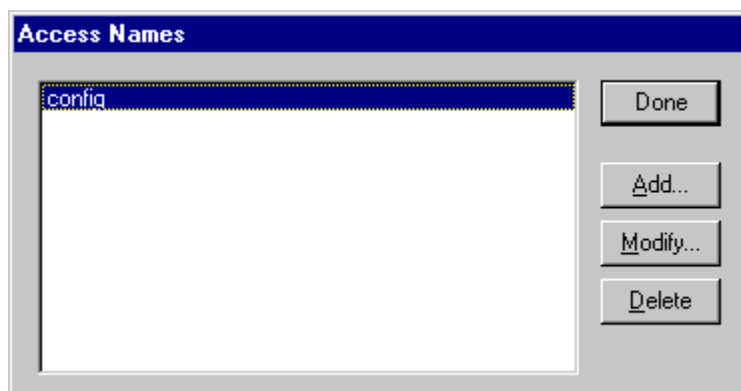 Access Names
config
Done
Add...
Modify...
Delete